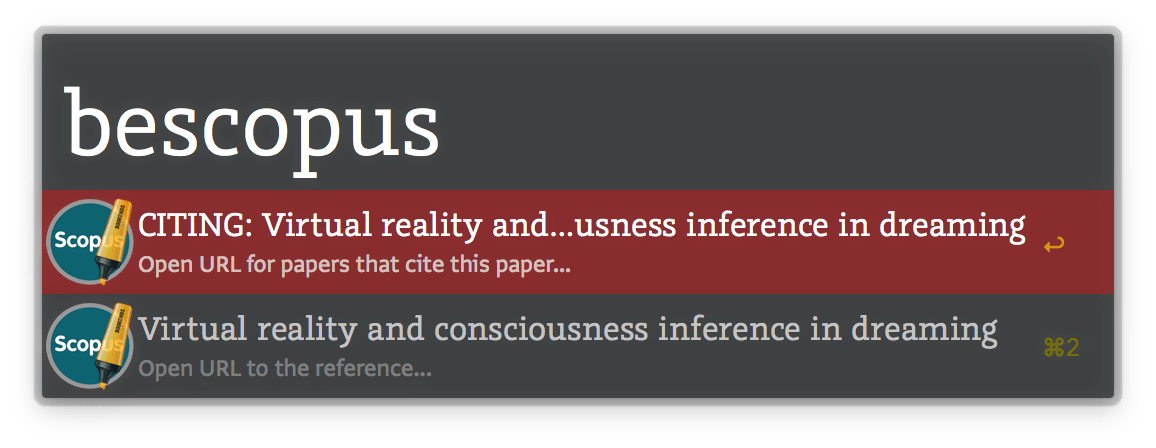 bescopus
Scopus
CITING: Virtual reality and...usness inference in dreaming
↩
Open URL for papers that cite this paper...
Scopus
Virtual reality and consciousness inference in dreaming
⌘2
Open URL to the reference...